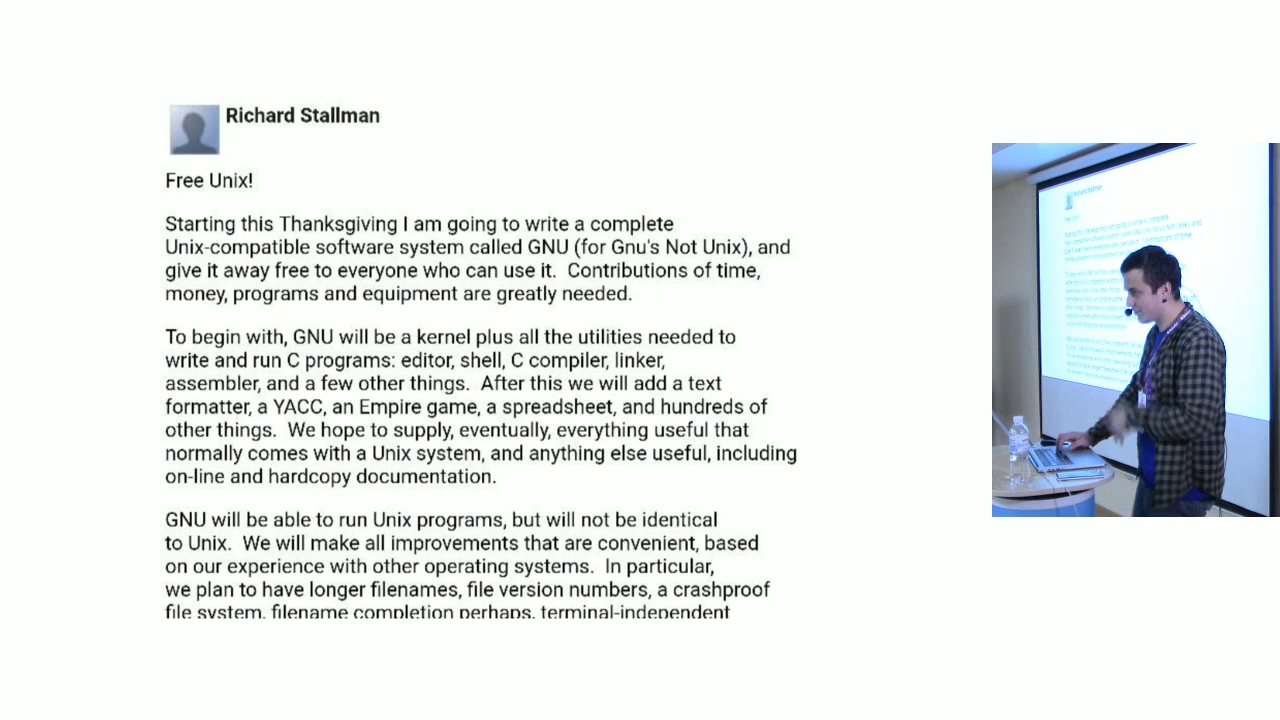 Richard Stallman
Free Unix!
Starting this Thanksgiving I am going to write a complete
Unix-compatible software system called GNU (for Gnu's Not Unix), and
give it away free to everyone who can use it.  Contributions of time,
money, programs and equipment are greatly needed.
To begin with, GNU will be a kernel plus all the utilities needed to
write and run C programs: editor, shell, C compiler, linker,
assembler, and a few other things.  After this we will add a text
formatter, a YACC, an Empire game, a spreadsheet, and hundreds of
other things.  We hope to supply, eventually, everything useful that
normally comes with a Unix system, and anything else useful, including
on-line and hardcopy documentation.
GNU will be able to run Unix programs, but will not be identical
to Unix.  We will make all improvements that are convenient, based
on our experience with other operating systems.  In particular,
we plan to have longer filenames, file version numbers, a crashproof
file system, filename completion perhaps, terminal-independent